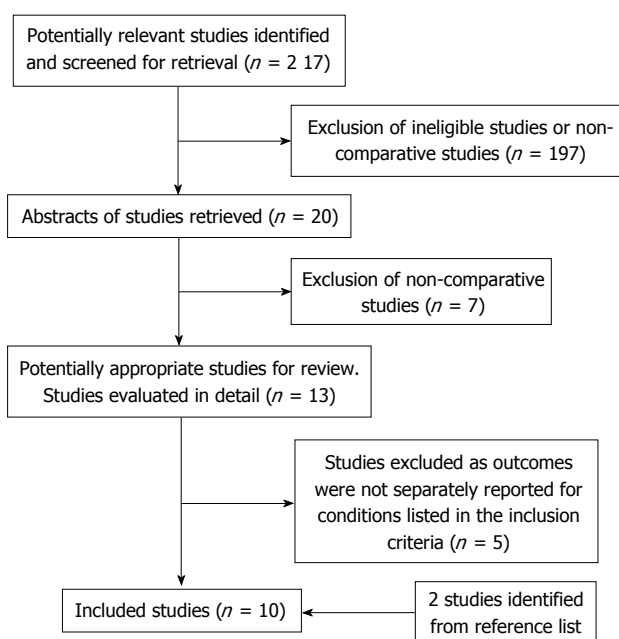 Potentially relevant studies identified
and screened for retrieval (n = 2 17)
Exclusion of ineligible studies or non-
comparative studies (n = 197)
Abstracts of studies retrieved (n = 20)
Exclusion of non-comparative
studies (n = 7)
Potentially appropriate studies for review.
Studies evaluated in detail (n = 13)
Studies excluded as outcomes
were not separately reported for
conditions listed in the inclusion
criteria (n = 5)
Included studies (n = 10)
2 studies identified
from reference list